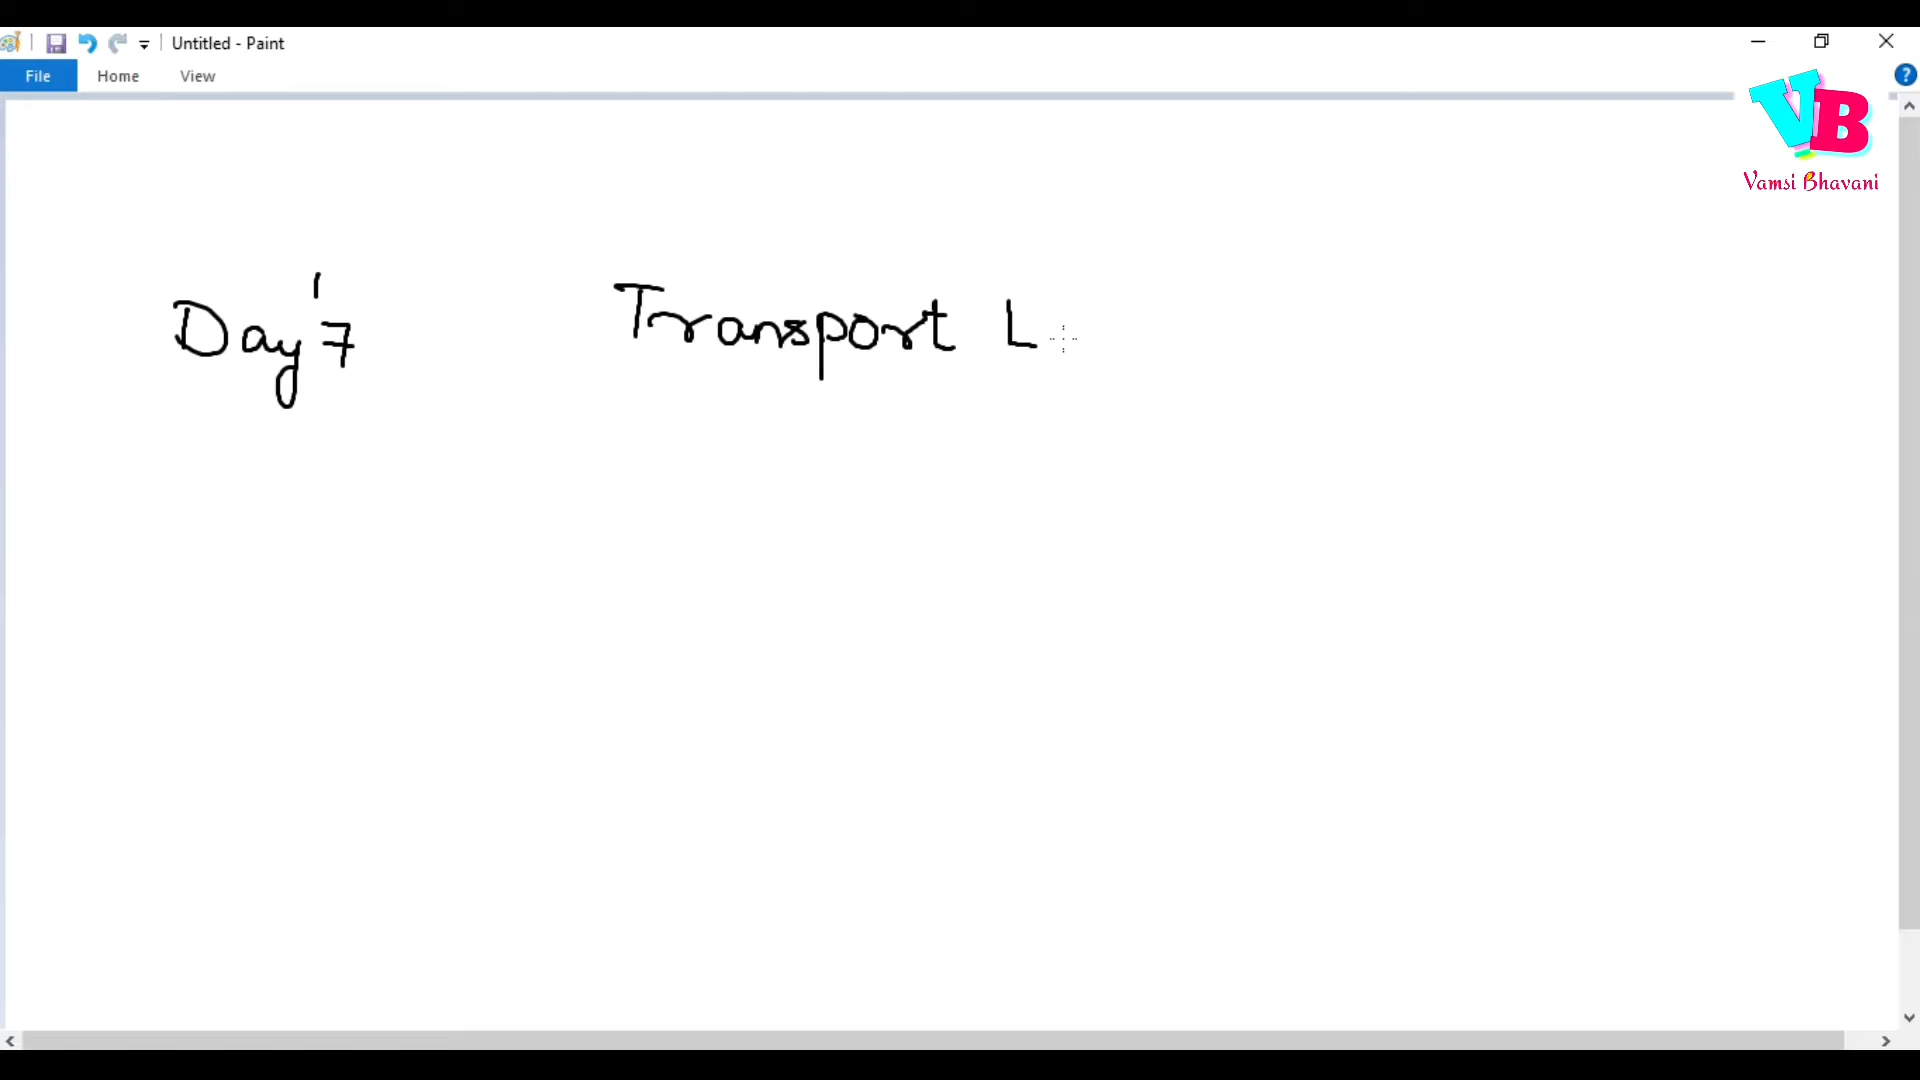 Untitled - Paint
File Home View
VB
Vamsi Bhavani
Day 7 Transport L